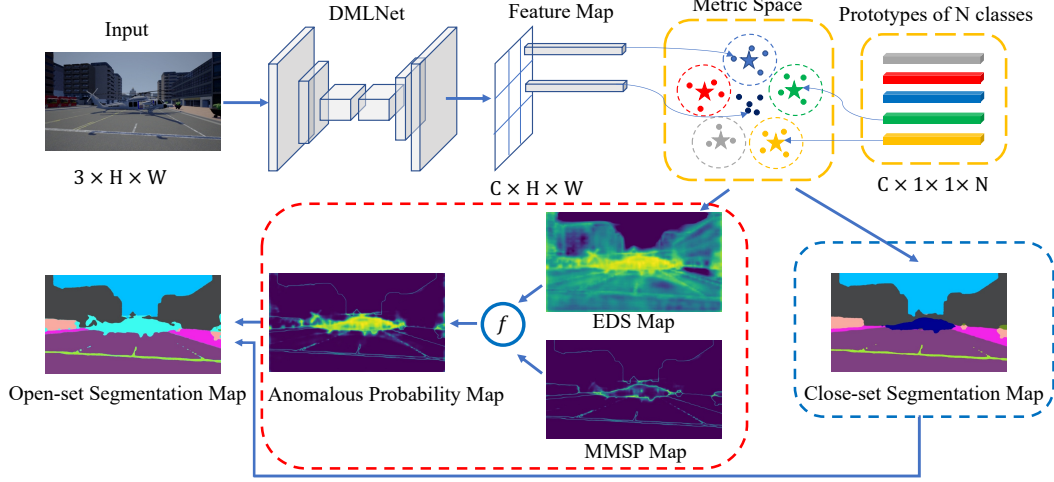 Input
DMLNet
Feature Map
Metric Space
Prototypes of N classes
3 × H × W
C × H × W
C × 1 × 1 × N
EDS Map
f
MMSP Map
Anomalous Probability Map
Open-set Segmentation Map
Close-set Segmentation Map